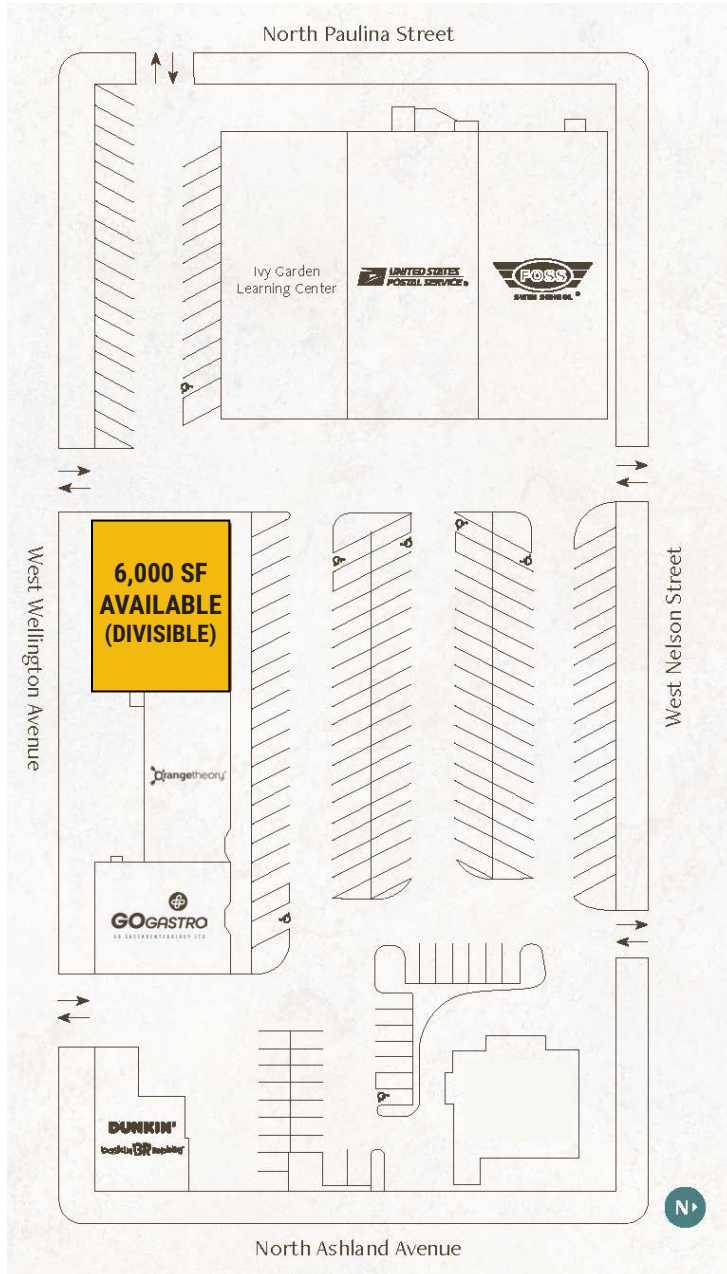 North Paulina Street
Ivy Garden
Learning Center
UNITED STATES
POSTAL SERVICE®
FOSS
SWIM SCHOOL®
6,000 SF
AVAILABLE
(DIVISIBLE)
West Wellington Avenue
West Nelson Street
Orangetheory®
GOGASTRO
GO GASTROENTEROLOGY LTD
DUNKIN'
baskin BR robbins
N
North Ashland Avenue